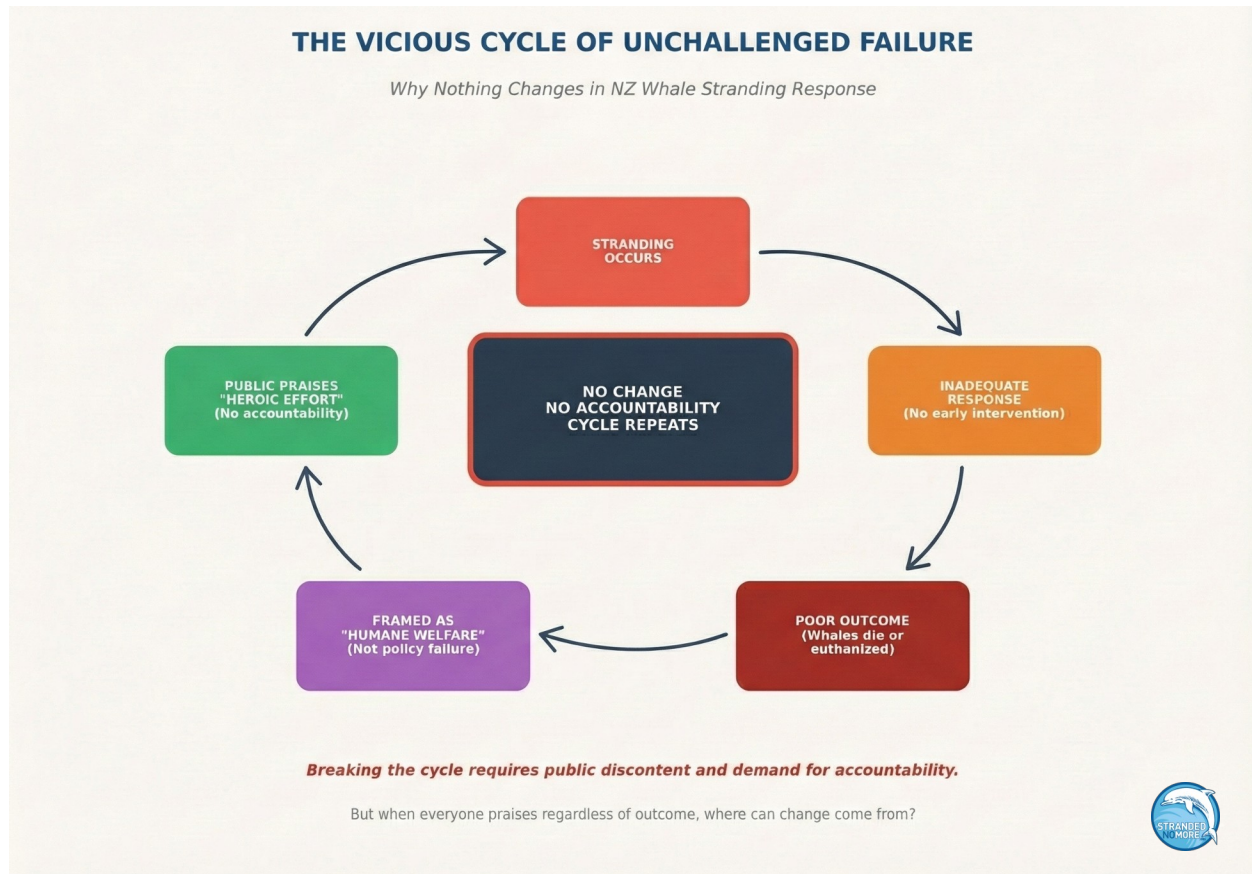 THE VICIOUS CYCLE OF UNCHALLENGED FAILURE
Why Nothing Changes in NZ Whale Stranding Response
STRANDING
OCCURS
PUBLIC PRAISES
"HEROIC EFFORT"
(No accountability)
NO CHANGE
NO ACCOUNTABILITY
CYCLE REPEATS
INADEQUATE
RESPONSE
(No early intervention)
FRAMED AS
"HUMANE WELFARE"
(Not policy failure)
POOR OUTCOME
(Whales die or
euthanized)
Breaking the cycle requires public discontent and demand for accountability.
But when everyone praises regardless of outcome, where can change come from?
STRANDED
NOMORE